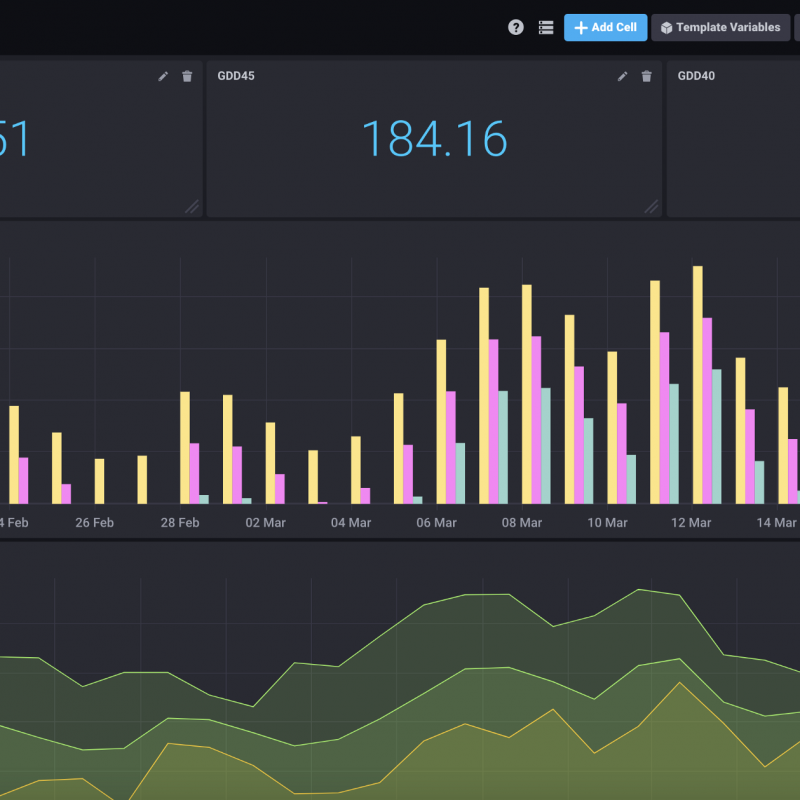 ? Add Cell Template Variables
GDD45 GDD40
51 184.16
4 Feb 26 Feb 28 Feb 02 Mar 04 Mar 06 Mar 08 Mar 10 Mar 12 Mar 14 Mar